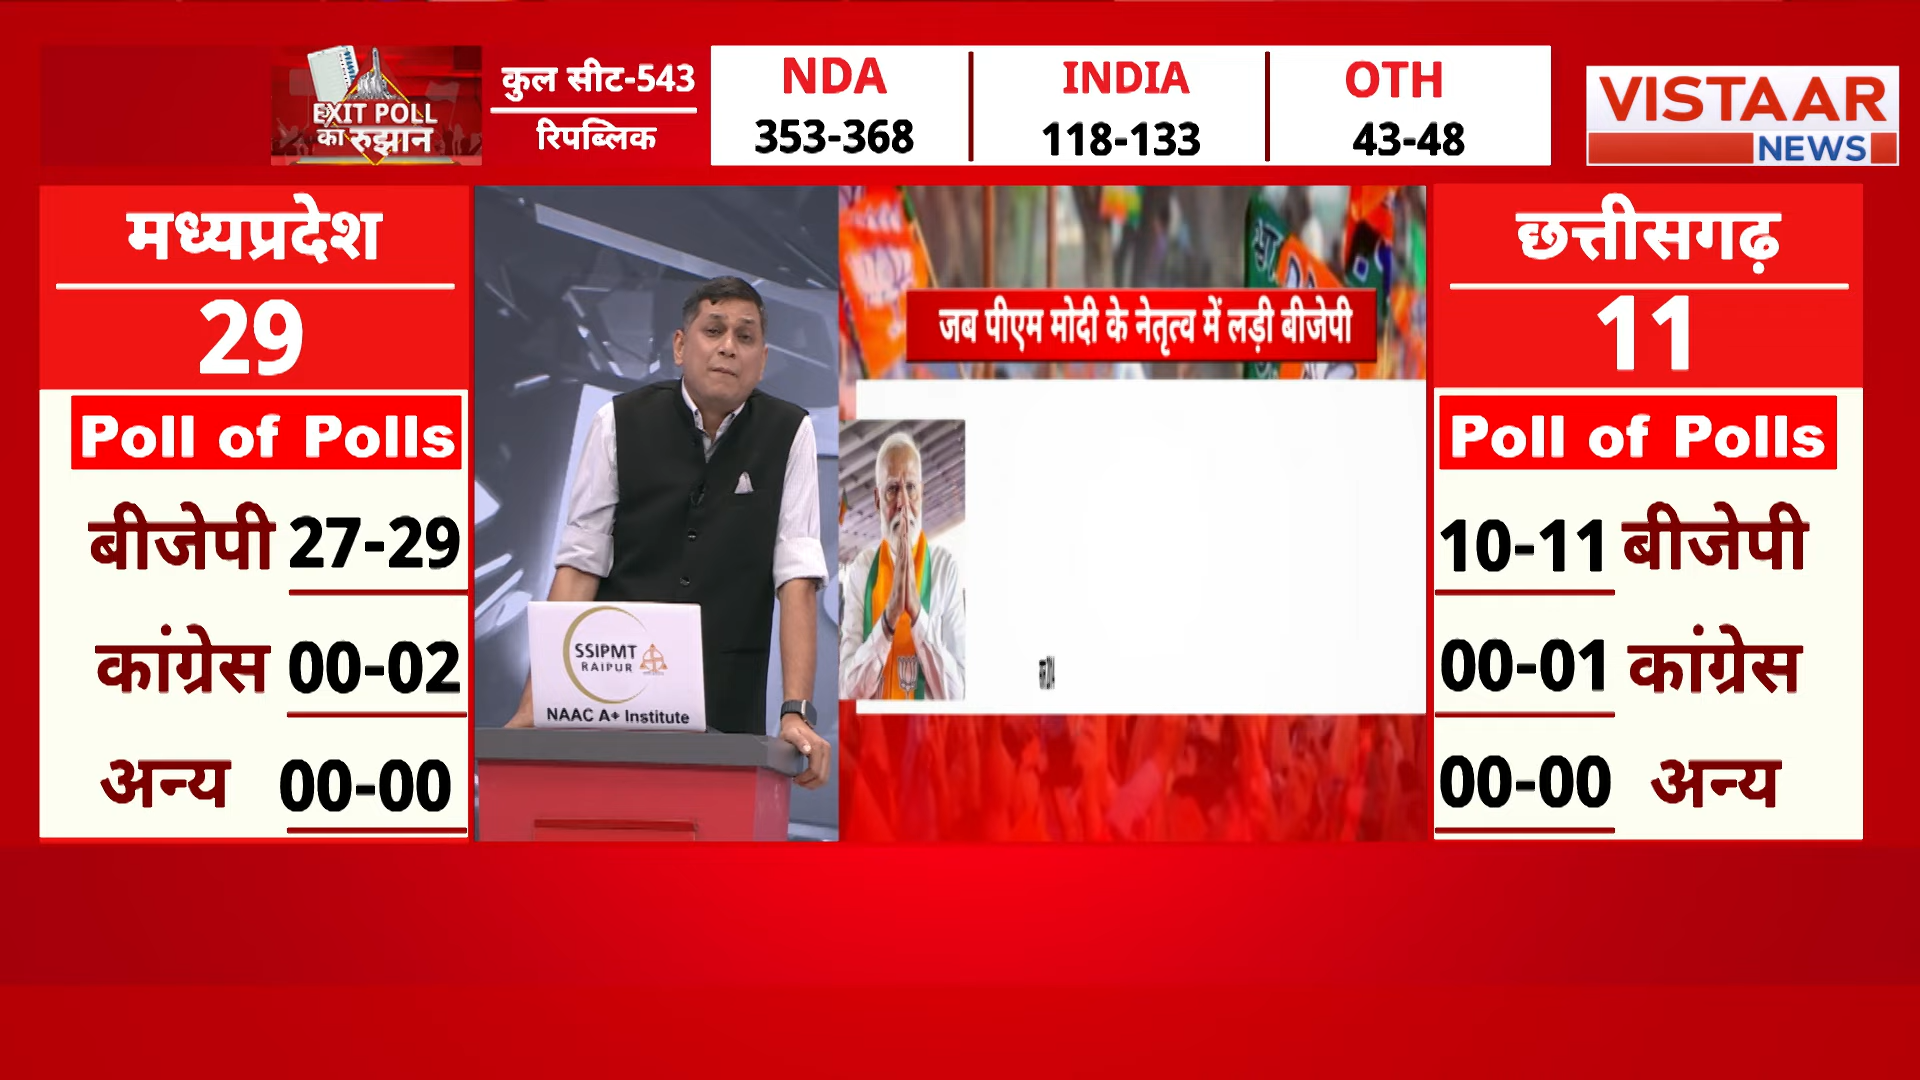 EXIT POLL
का रुझान
कुल सीट-543
रिपब्लिक
NDA
353-368
INDIA
118-133
OTH
43-48
VISTAAR
NEWS
मध्यप्रदेश
29
Poll of Polls
बीजेपी 27-29
कांग्रेस 00-02
अन्य 00-00
जब पीएम मोदी के नेतृत्व में लड़ी बीजेपी
SSIPMT
RAIPUR
NAAC A+ Institute
छत्तीसगढ़
11
Poll of Polls
10-11 बीजेपी
00-01 कांग्रेस
00-00 अन्य